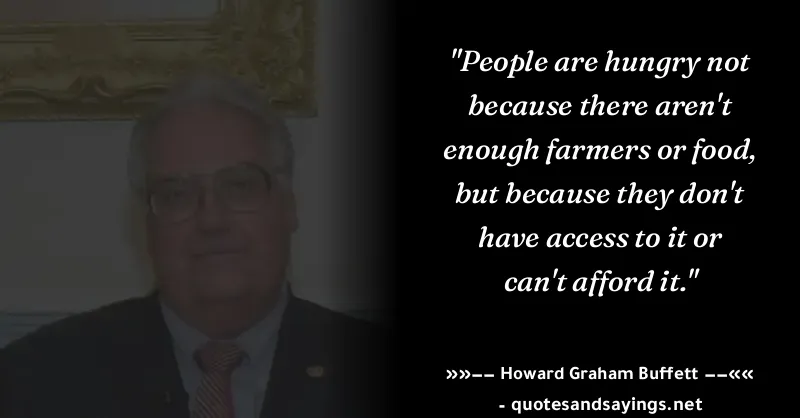 "People are hungry not
because there aren't
enough farmers or food,
but because they don't
have access to it or
can't afford it."
»»−− Howard Graham Buffett −−««
- quotesandsayings.net